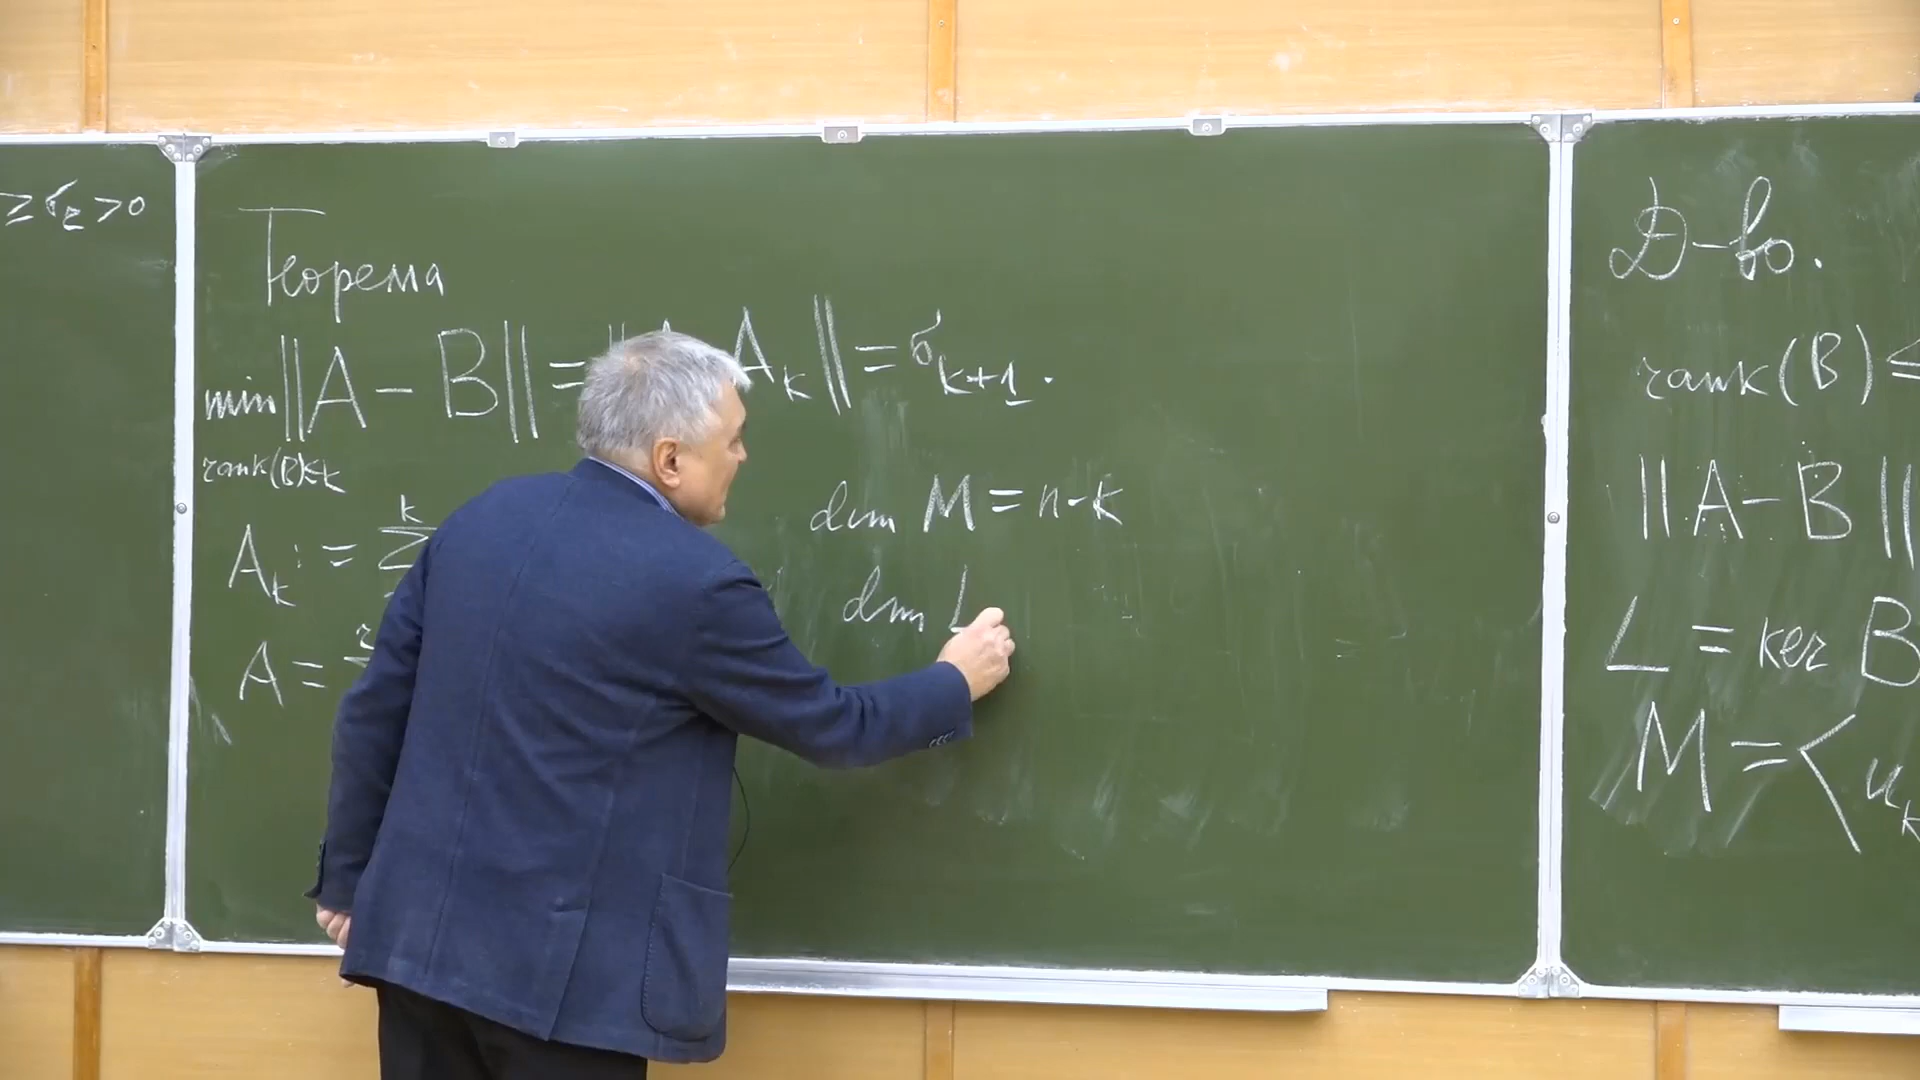 ≥ σ_r > 0
Теорема
min ||A − B|| = || A_k || = σ_{k+1}.
rank(B)≤k
A_k := Σ^k
A = Σ^r
dim M = n - k
dim L
Д-во.
rank(B) ≤
||A − B||
L = ker B
M = < u_k